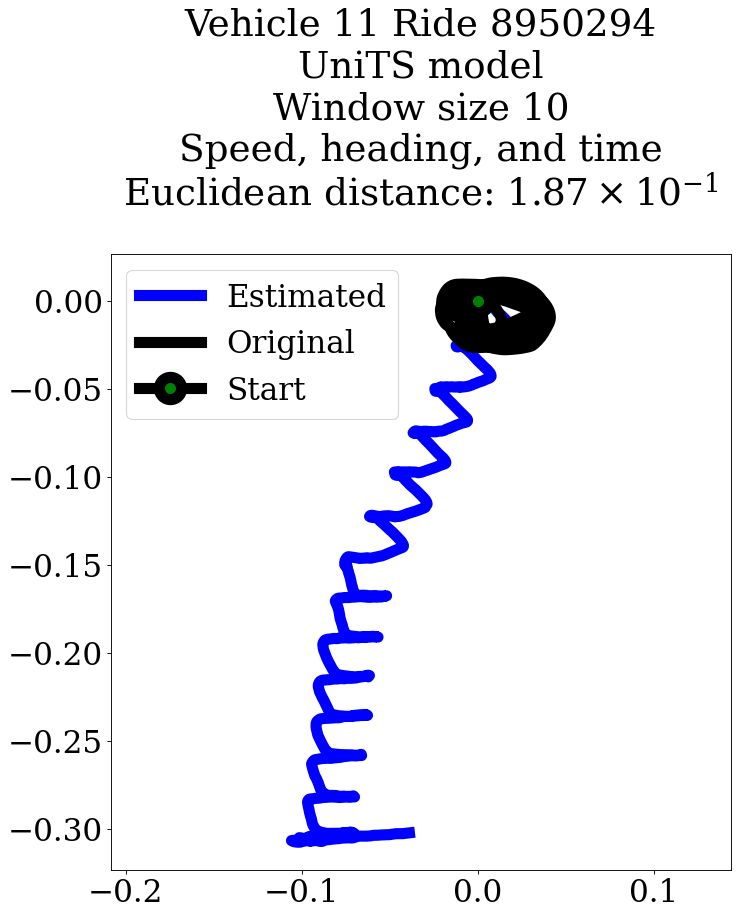 Vehicle 11 Ride 8950294
UniTS model
Window size 10
Speed, heading, and time
Euclidean distance: 1.87 × 10⁻¹
Estimated
Original
Start
0.00
−0.05
−0.10
−0.15
−0.20
−0.25
−0.30
−0.2
−0.1
0.0
0.1